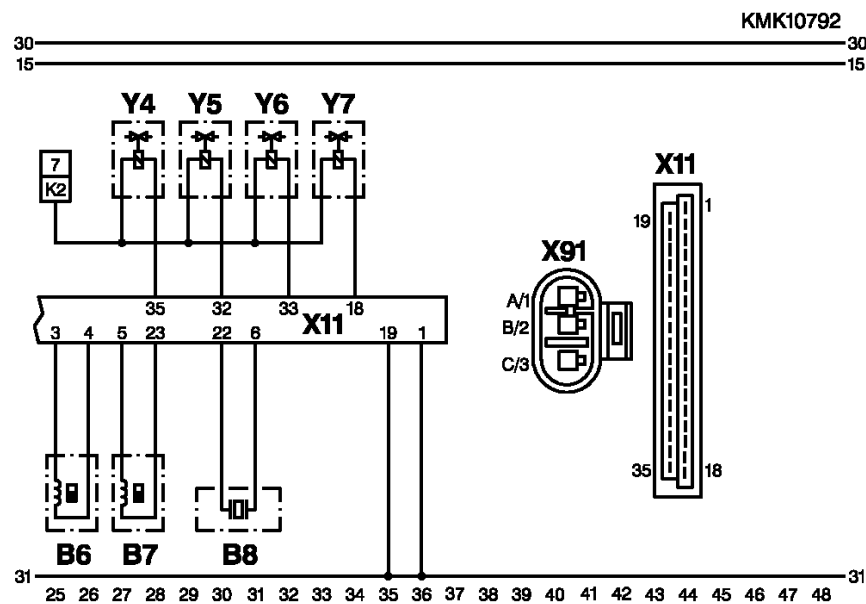 KMK10792
30 30
15 15
Y4 Y5 Y6 Y7
7
K2
X11
19 1
X91
A/1
B/2
C/3
35 32 33 18
X11
3 4 5 23 22 6 19 1
35 18
B6 B7 B8
31 31
25 26 27 28 29 30 31 32 33 34 35 36 37 38 39 40 41 42 43 44 45 46 47 48